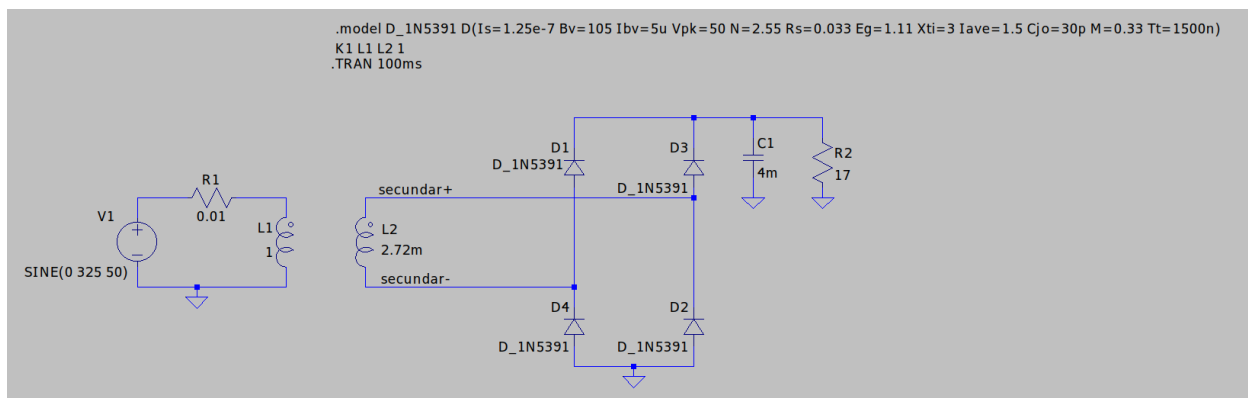 .model D_1N5391 D(Is=1.25e-7 Bv=105 Ibv=5u Vpk=50 N=2.55 Rs=0.033 Eg=1.11 Xti=3 Iave=1.5 Cjo=30p M=0.33 Tt=1500n)
K1 L1 L2 1
.TRAN 100ms
D1
D_1N5391
D3
D_1N5391
C1
4m
R2
17
R1
0.01
secundar+
V1
SINE(0 325 50)
L1
1
L2
2.72m
secundar-
D4
D_1N5391
D2
D_1N5391